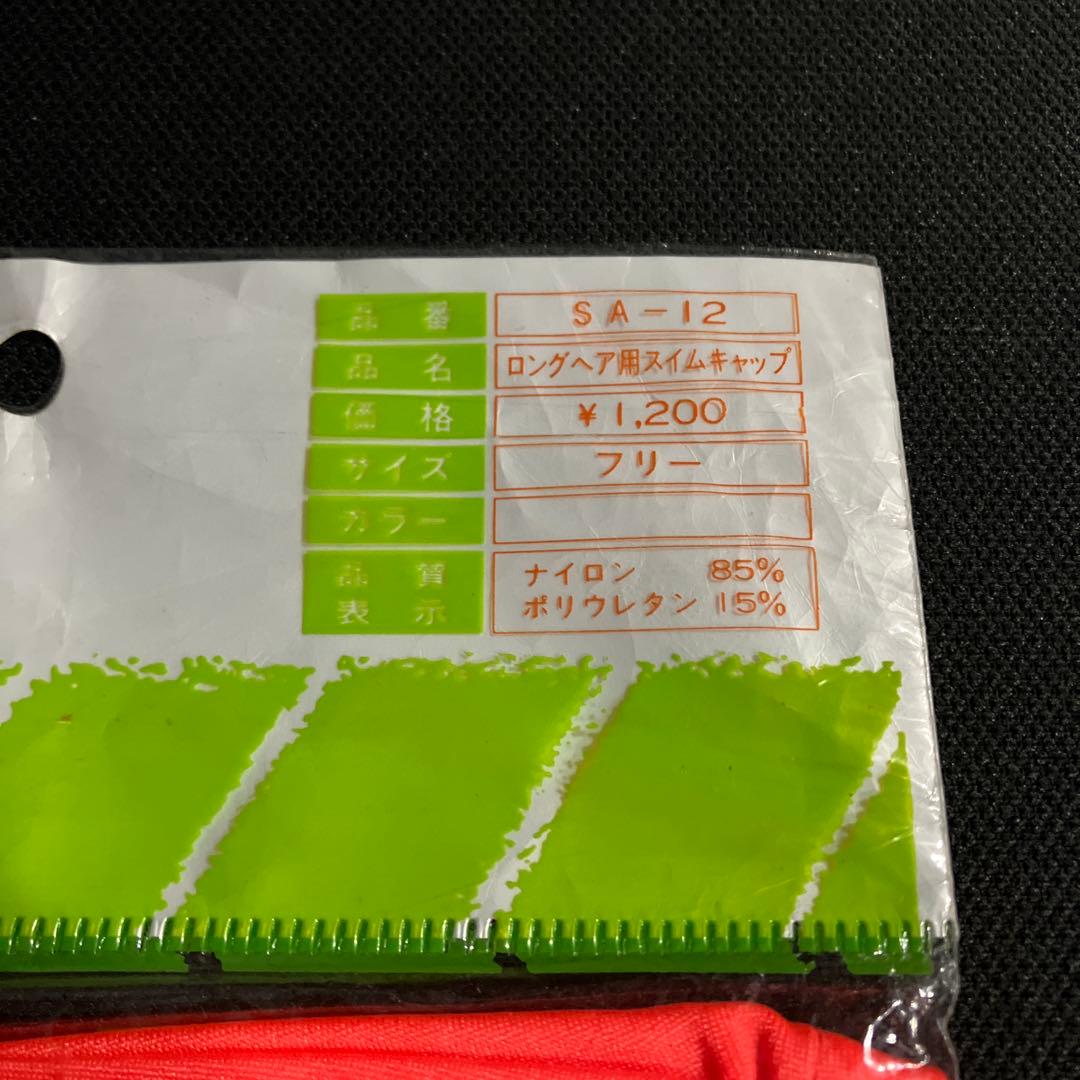 品番 SA-12
品名 ロングヘア用スイムキャップ
価格 ¥1,200
サイズ フリー
カラー
品質 ナイロン 85%
表示 ポリウレタン 15%